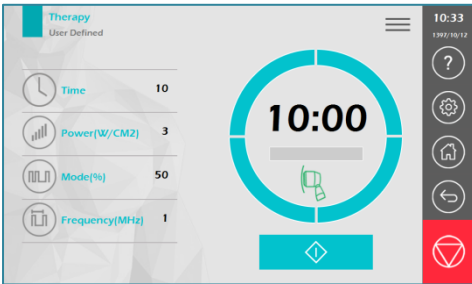 Therapy
User Defined
10:33
1397/10/12
?
Time 10
Power(W/CM2) 3
Mode(%) 50
Frequency(MHz) 1
10:00